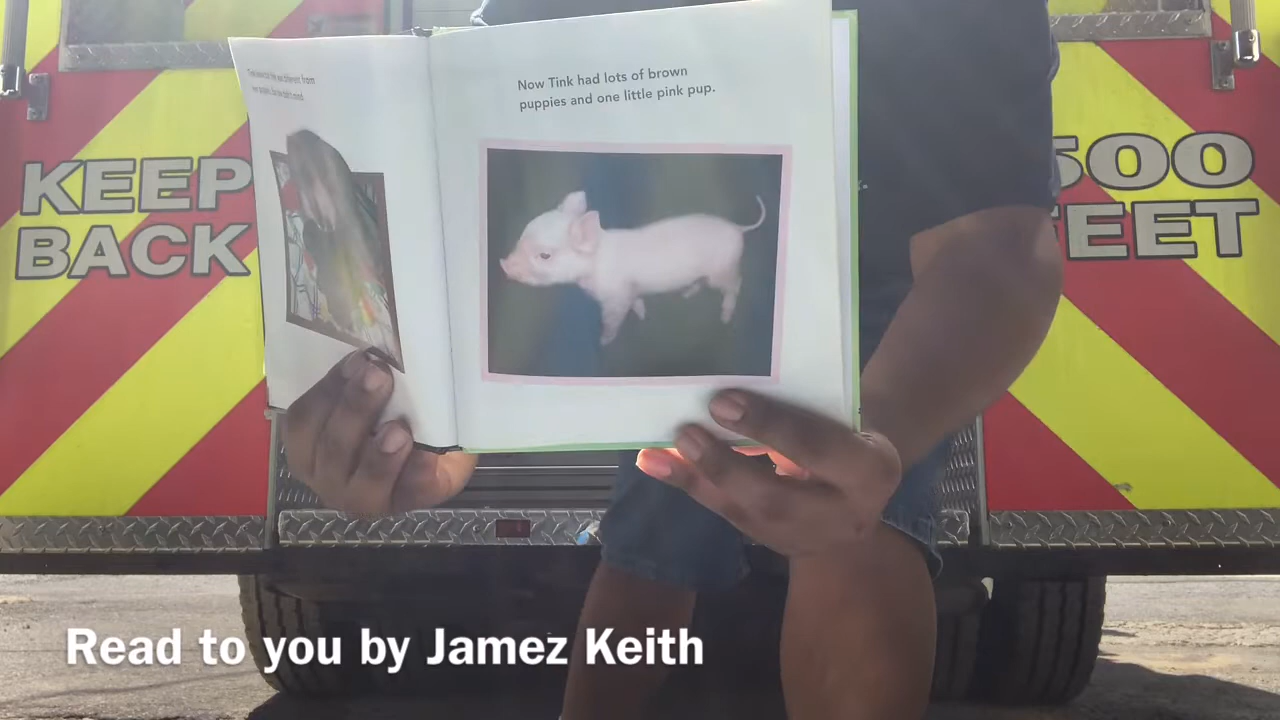 KEEP
BACK
500
FEET
Now Tink had lots of brown
puppies and one little pink pup.
Read to you by Jamez Keith